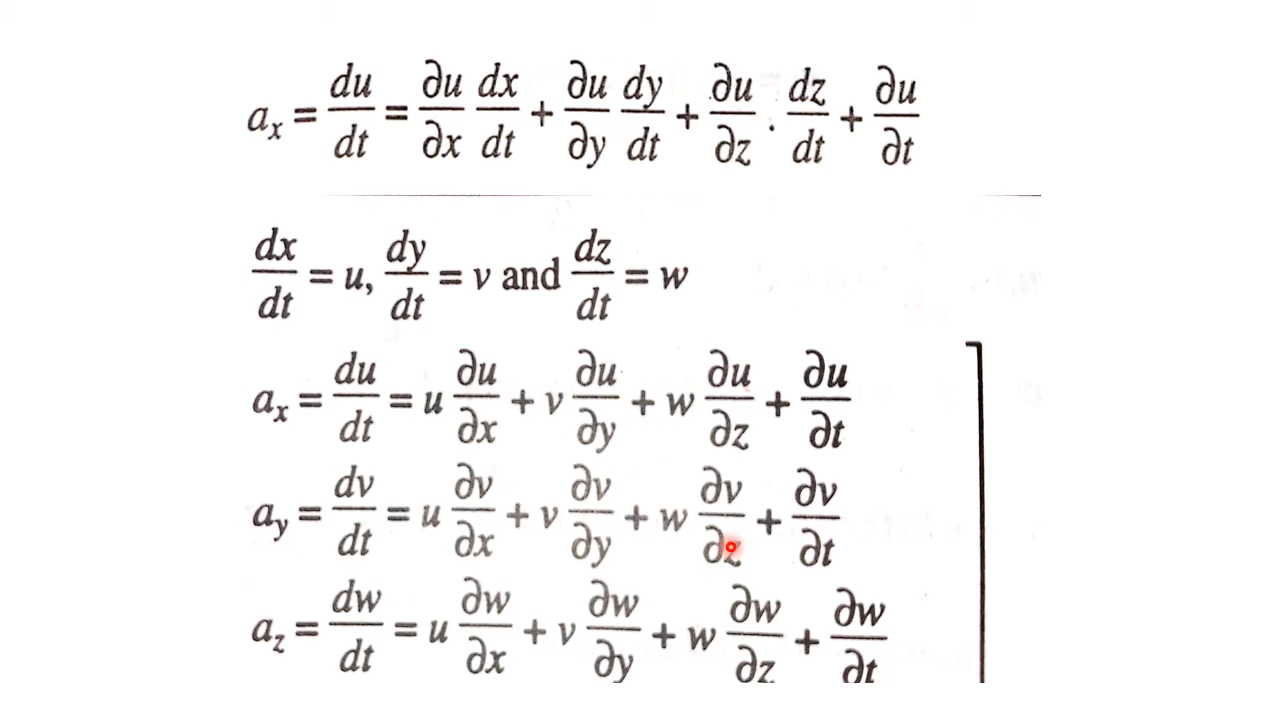 a_x = du/dt = ∂u/∂x dx/dt + ∂u/∂y dy/dt + ∂u/∂z . dz/dt + ∂u/∂t
dx/dt = u, dy/dt = v and dz/dt = w
a_x = du/dt = u ∂u/∂x + v ∂u/∂y + w ∂u/∂z + ∂u/∂t
a_y = dv/dt = u ∂v/∂x + v ∂v/∂y + w ∂v/∂z + ∂v/∂t
a_z = dw/dt = u ∂w/∂x + v ∂w/∂y + w ∂w/∂z + ∂w/∂t